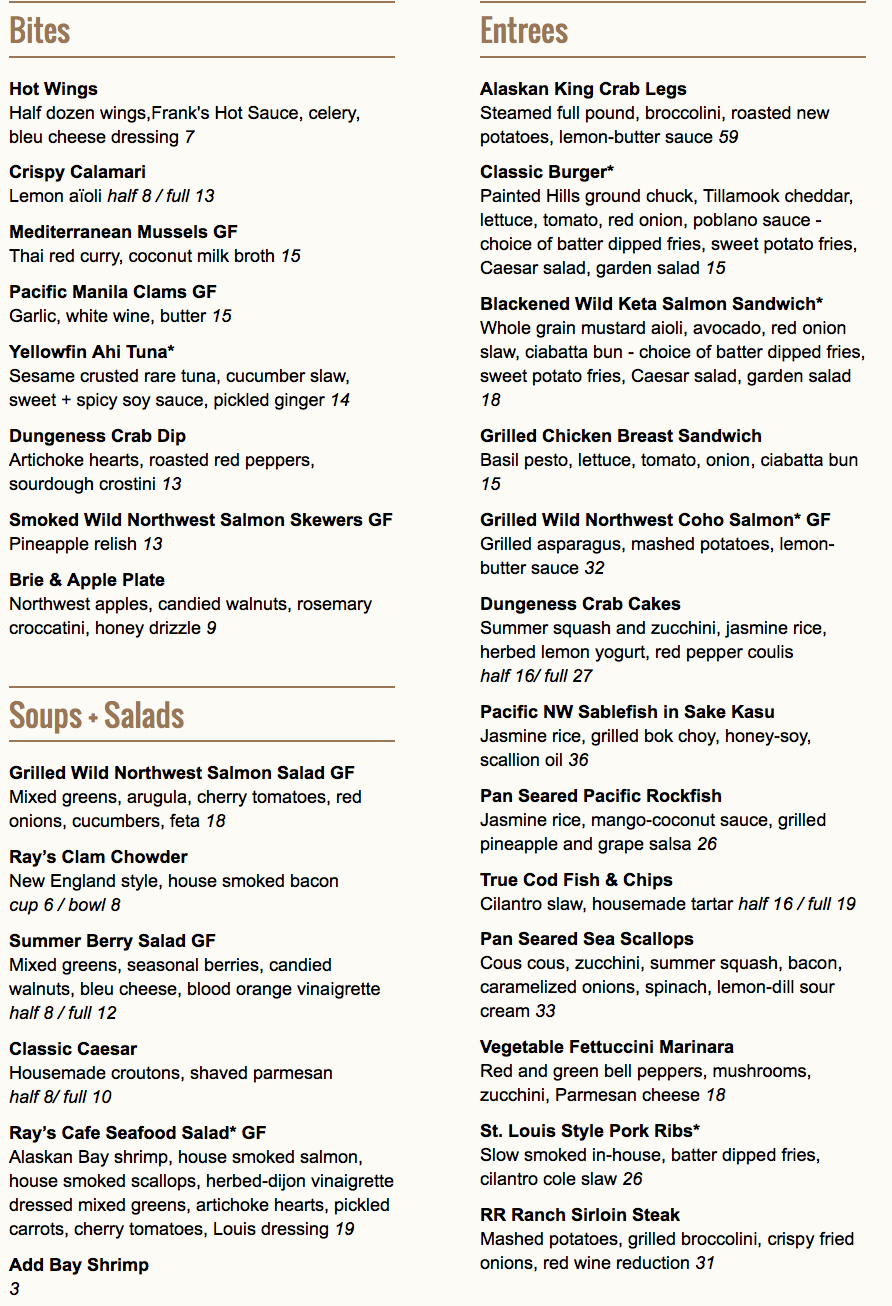 Bites
Hot Wings
Half dozen wings,Frank's Hot Sauce, celery,
bleu cheese dressing 7
Crispy Calamari
Lemon aïoli half 8 / full 13
Mediterranean Mussels GF
Thai red curry, coconut milk broth 15
Pacific Manila Clams GF
Garlic, white wine, butter 15
Yellowfin Ahi Tuna*
Sesame crusted rare tuna, cucumber slaw,
sweet + spicy soy sauce, pickled ginger 14
Dungeness Crab Dip
Artichoke hearts, roasted red peppers,
sourdough crostini 13
Smoked Wild Northwest Salmon Skewers GF
Pineapple relish 13
Brie & Apple Plate
Northwest apples, candied walnuts, rosemary
croccatini, honey drizzle 9
Soups + Salads
Grilled Wild Northwest Salmon Salad GF
Mixed greens, arugula, cherry tomatoes, red
onions, cucumbers, feta 18
Ray’s Clam Chowder
New England style, house smoked bacon
cup 6 / bowl 8
Summer Berry Salad GF
Mixed greens, seasonal berries, candied
walnuts, bleu cheese, blood orange vinaigrette
half 8 / full 12
Classic Caesar
Housemade croutons, shaved parmesan
half 8/ full 10
Ray’s Cafe Seafood Salad* GF
Alaskan Bay shrimp, house smoked salmon,
house smoked scallops, herbed-dijon vinaigrette
dressed mixed greens, artichoke hearts, pickled
carrots, cherry tomatoes, Louis dressing 19
Add Bay Shrimp
3
Entrees
Alaskan King Crab Legs
Steamed full pound, broccolini, roasted new
potatoes, lemon-butter sauce 59
Classic Burger*
Painted Hills ground chuck, Tillamook cheddar,
lettuce, tomato, red onion, poblano sauce -
choice of batter dipped fries, sweet potato fries,
Caesar salad, garden salad 15
Blackened Wild Keta Salmon Sandwich*
Whole grain mustard aioli, avocado, red onion
slaw, ciabatta bun - choice of batter dipped fries,
sweet potato fries, Caesar salad, garden salad
18
Grilled Chicken Breast Sandwich
Basil pesto, lettuce, tomato, onion, ciabatta bun
15
Grilled Wild Northwest Coho Salmon* GF
Grilled asparagus, mashed potatoes, lemon-
butter sauce 32
Dungeness Crab Cakes
Summer squash and zucchini, jasmine rice,
herbed lemon yogurt, red pepper coulis
half 16/ full 27
Pacific NW Sablefish in Sake Kasu
Jasmine rice, grilled bok choy, honey-soy,
scallion oil 36
Pan Seared Pacific Rockfish
Jasmine rice, mango-coconut sauce, grilled
pineapple and grape salsa 26
True Cod Fish & Chips
Cilantro slaw, housemade tartar half 16 / full 19
Pan Seared Sea Scallops
Cous cous, zucchini, summer squash, bacon,
caramelized onions, spinach, lemon-dill sour
cream 33
Vegetable Fettuccini Marinara
Red and green bell peppers, mushrooms,
zucchini, Parmesan cheese 18
St. Louis Style Pork Ribs*
Slow smoked in-house, batter dipped fries,
cilantro cole slaw 26
RR Ranch Sirloin Steak
Mashed potatoes, grilled broccolini, crispy fried
onions, red wine reduction 31